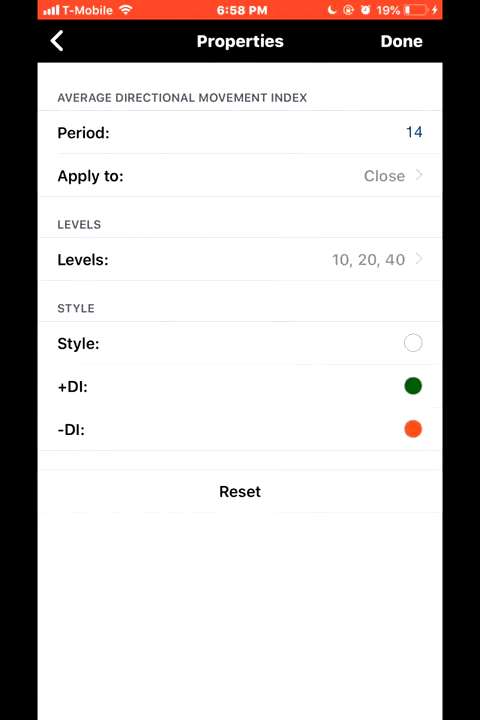 T-Mobile 6:58 PM 19%
Properties Done
AVERAGE DIRECTIONAL MOVEMENT INDEX
Period: 14
Apply to: Close
LEVELS
Levels: 10, 20, 40
STYLE
Style:
+DI:
-DI:
Reset